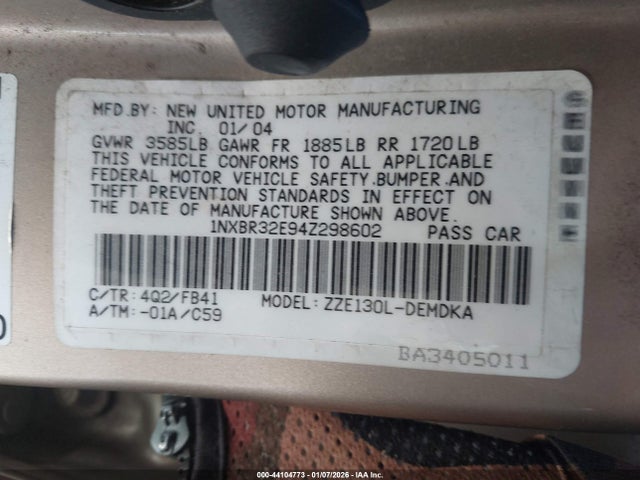 MFD.BY: NEW UNITED MOTOR MANUFACTURING
INC. 01/04
GVWR 3585LB GAWR FR 1885LB RR 1720LB
THIS VEHICLE CONFORMS TO ALL APPLICABLE
FEDERAL MOTOR VEHICLE SAFETY,BUMPER,AND
THEFT PREVENTION STANDARDS IN EFFECT ON
THE DATE OF MANUFACTURE SHOWN ABOVE.
1NXBR32E94Z298602 PASS CAR
C/TR: 4Q2/FB41 MODEL: ZZE130L-DEMDKA
A/TM: -01A/C59
BA3405011
000-44104773 - 01/07/2026 - IAA Inc.